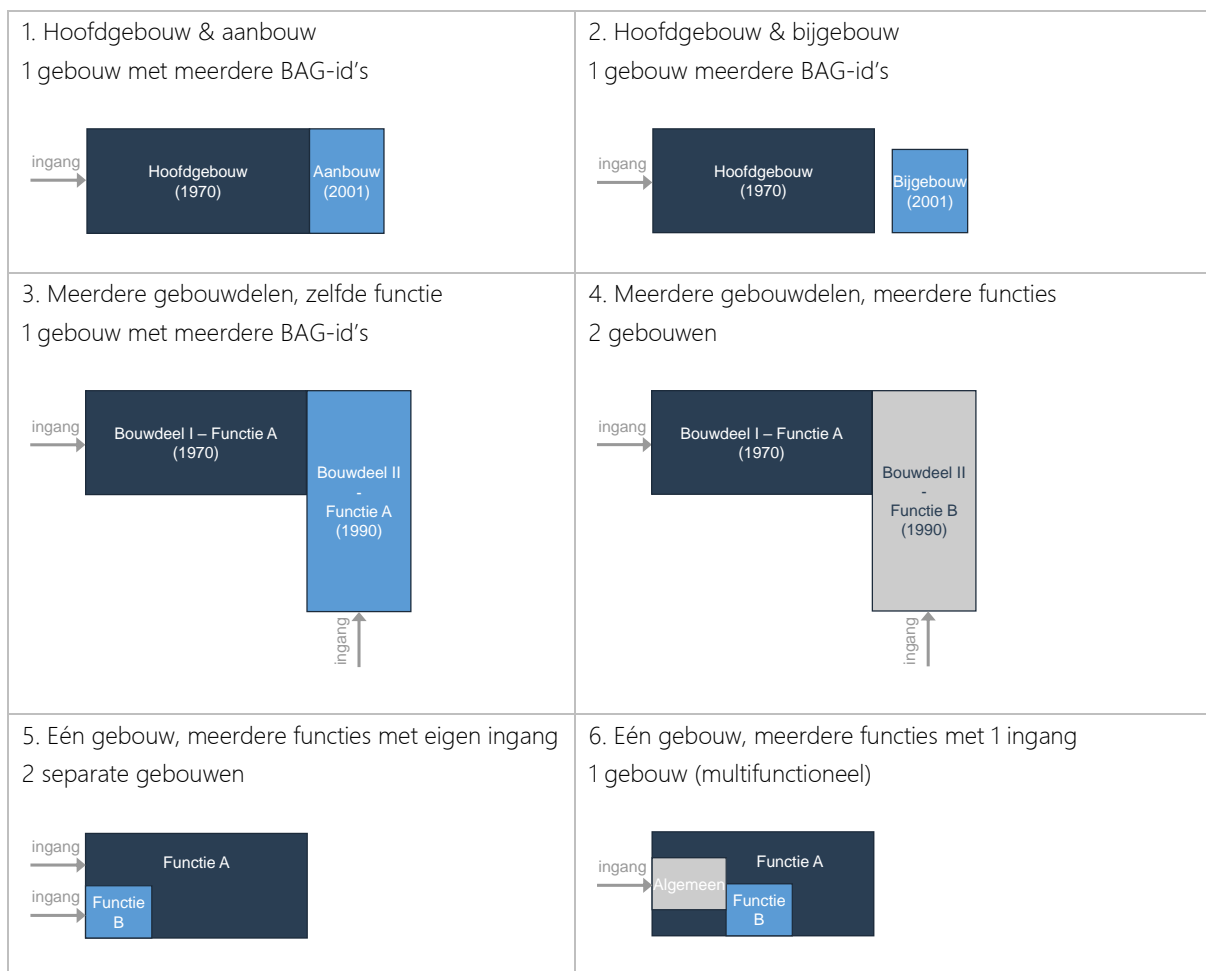 1. Hoofdgebouw & aanbouw
1 gebouw met meerdere BAG-id's
ingang
Hoofdgebouw
(1970)
Aanbouw
(2001)
2. Hoofdgebouw & bijgebouw
1 gebouw meerdere BAG-id's
ingang
Hoofdgebouw
(1970)
Bijgebouw
(2001)
3. Meerdere gebouwdelen, zelfde functie
1 gebouw met meerdere BAG-id's
ingang
Bouwdeel I – Functie A
(1970)
Bouwdeel II
-
Functie A
(1990)
ingang
4. Meerdere gebouwdelen, meerdere functies
2 gebouwen
ingang
Bouwdeel I – Functie A
(1970)
Bouwdeel II
-
Functie B
(1990)
ingang
5. Eén gebouw, meerdere functies met eigen ingang
2 separate gebouwen
ingang
Functie A
ingang
Functie
B
6. Eén gebouw, meerdere functies met 1 ingang
1 gebouw (multifunctioneel)
ingang
Functie A
Algemeen
Functie
B